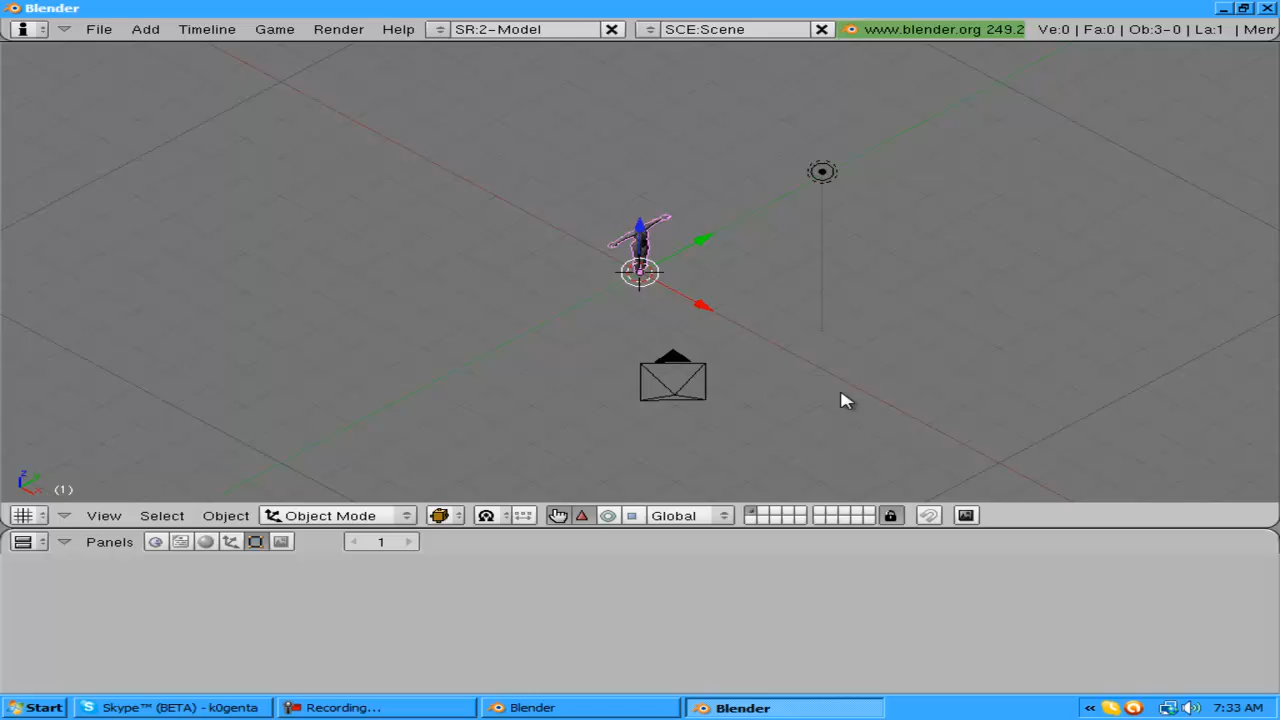 Blender
File Add Timeline Game Render Help SR:2-Model SCE:Scene www.blender.org 249.2 Ve:0 | Fa:0 | Ob:3-0 | La:1 | Mem
z
(1)
View Select Object Object Mode Global
Panels 1
Start Skype™ (BETA) - k0genta Recording... Blender Blender « 7:33 AM